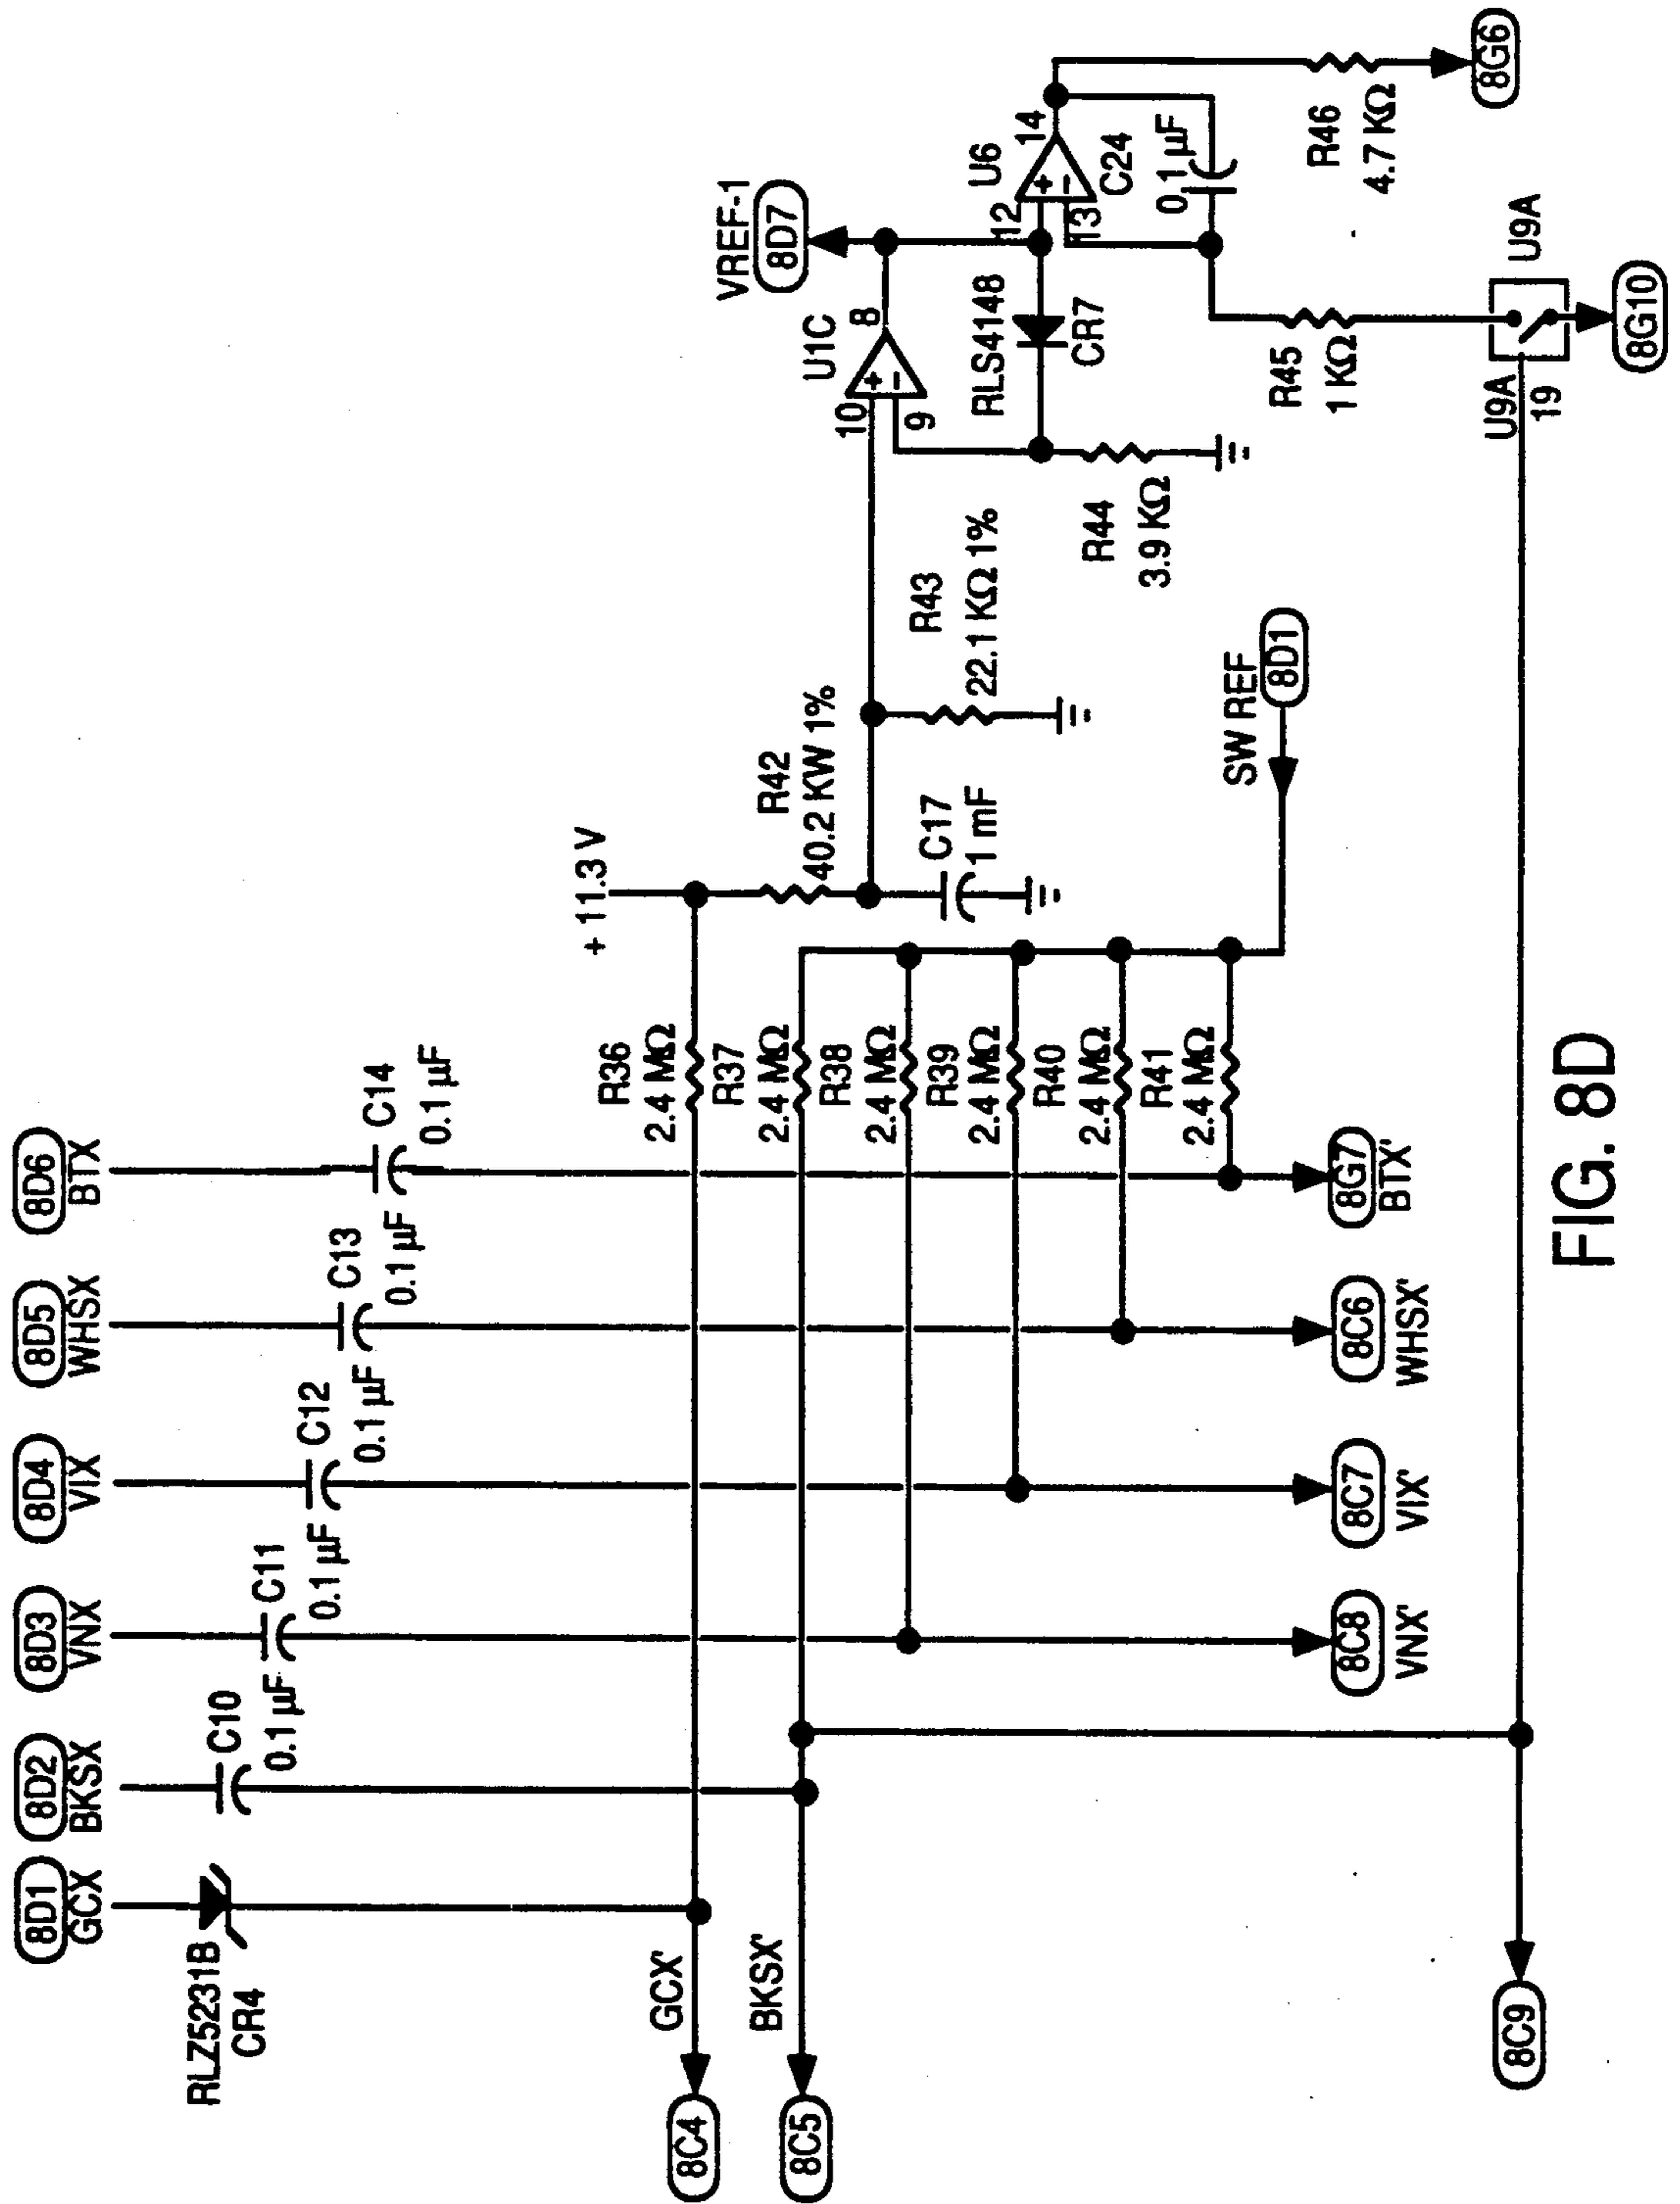 8D1
GCX
8D2
BKSX
8D3
VNX
8D4
VIX
8D5
WHSX
8D6
BTX
RLZ5231B
CR4
C10
0.1 µF
C11
0.1 µF
C12
0.1 µF
C13
0.1 µF
C14
0.1 µF
+ 11.3 V
R36
2.4 MΩ
R37
2.4 MΩ
R38
2.4 MΩ
R39
2.4 MΩ
R40
2.4 MΩ
R41
2.4 MΩ
GCX'
8C4
BKSX'
8C5
8C9
8C8
VNX'
8C7
VIX'
8C6
WHSX'
8G7
BTX'
R42
40.2 KW 1%
C17
1 mF
R43
22.1 KΩ 1%
SW REF
8D1
10
9
U1C
8
+
−
VREF-1
8D7
RLS4148
CR7
R44
3.9 KΩ
12
13
U6
14
+
−
C24
0.1 µF
R45
1 KΩ
R46
4.7 KΩ
8G6
U9A
19
U9A
8G10
FIG. 8D